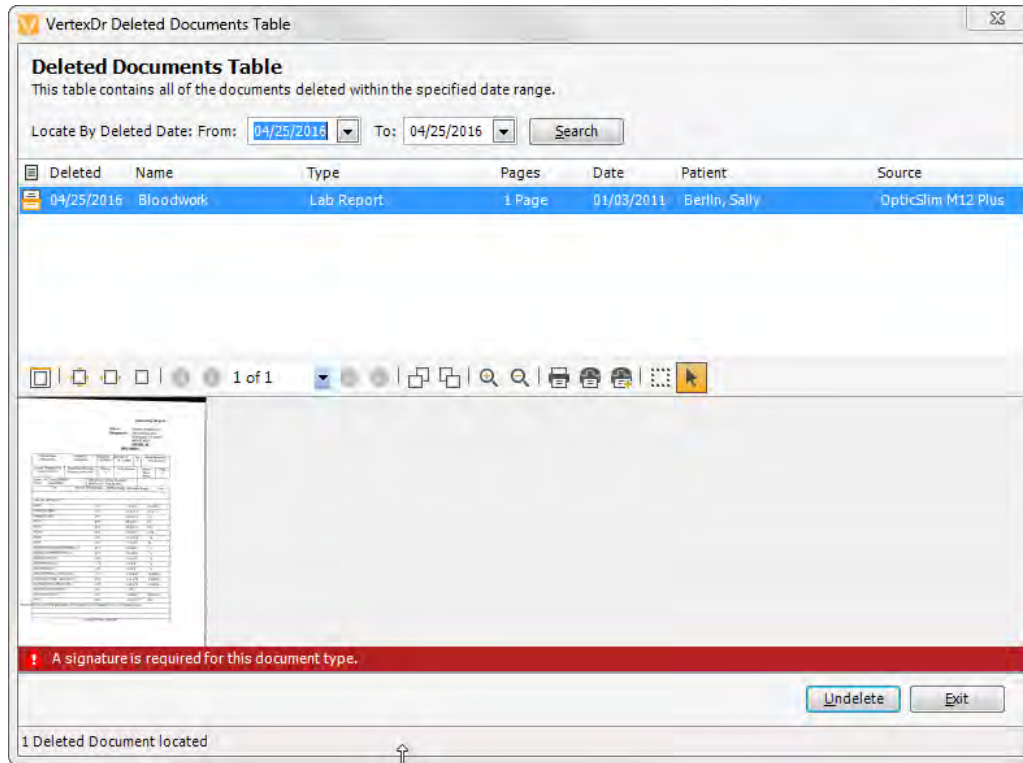 VertexDr Deleted Documents Table
Deleted Documents Table
This table contains all of the documents deleted within the specified date range.
Locate By Deleted Date: From: 04/25/2016 To: 04/25/2016 Search
Deleted Name Type Pages Date Patient Source
04/25/2016 Bloodwork Lab Report 1 Page 01/03/2011 Berlin, Sally OpticSlim M12 Plus
1 of 1
! A signature is required for this document type.
Undelete Exit
1 Deleted Document located